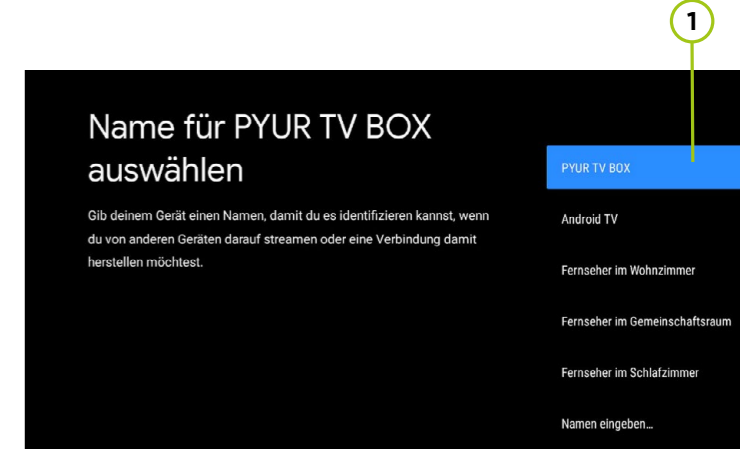 1
Name für PYUR TV BOX
auswählen
Gib deinem Gerät einen Namen, damit du es identifizieren kannst, wenn
du von anderen Geräten darauf streamen oder eine Verbindung damit
herstellen möchtest.
PYUR TV BOX
Android TV
Fernseher im Wohnzimmer
Fernseher im Gemeinschaftsraum
Fernseher im Schlafzimmer
Namen eingeben…